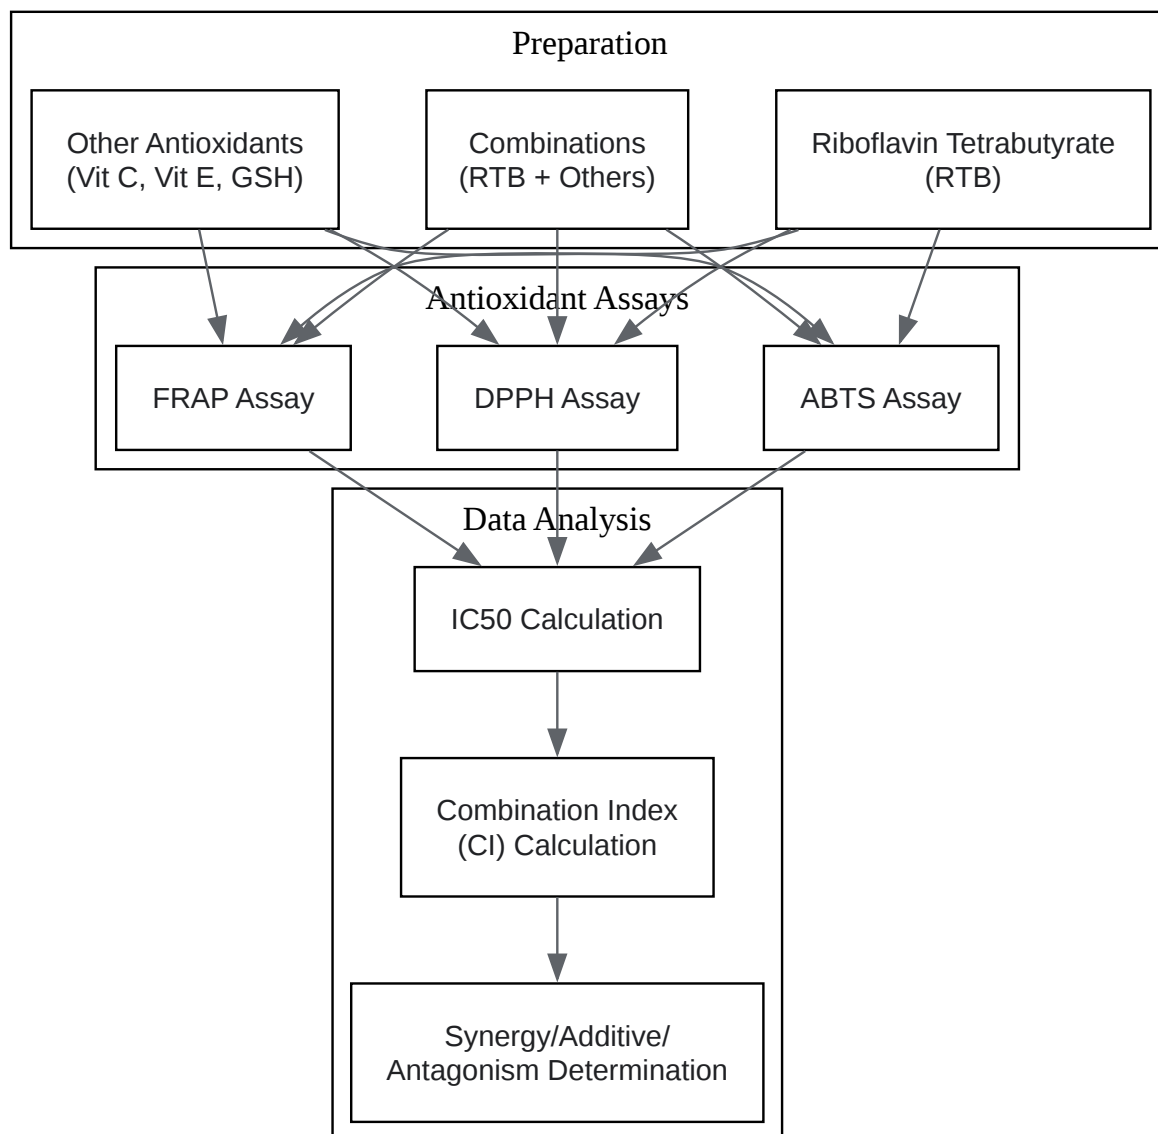 Preparation
Other Antioxidants
(Vit C, Vit E, GSH)
Combinations
(RTB + Others)
Riboflavin Tetrabutyrate
(RTB)
Antioxidant Assays
FRAP Assay
DPPH Assay
ABTS Assay
Data Analysis
IC50 Calculation
Combination Index
(CI) Calculation
Synergy/Additive/
Antagonism Determination